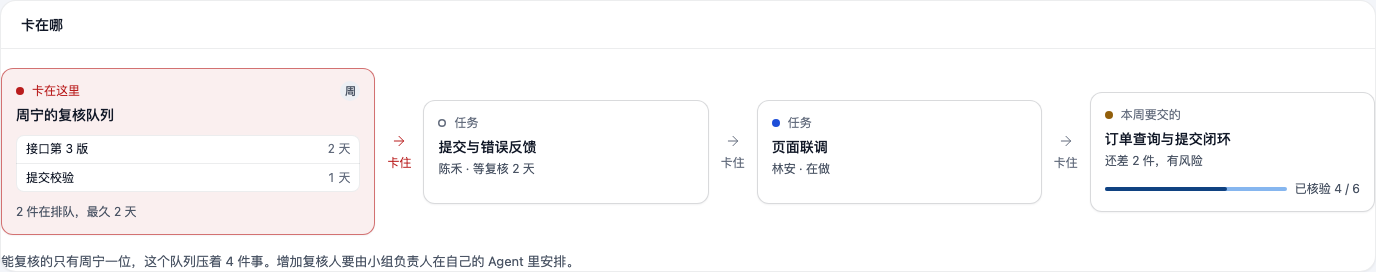 卡在哪
卡在这里
周
周宁的复核队列
接口第 3 版 2 天
提交校验 1 天
2 件在排队，最久 2 天
卡住
任务
提交与错误反馈
陈禾 · 等复核 2 天
卡住
任务
页面联调
林安 · 在做
卡住
本周要交的
订单查询与提交闭环
还差 2 件，有风险
已核验 4 / 6
能复核的只有周宁一位，这个队列压着 4 件事。增加复核人要由小组负责人在自己的 Agent 里安排。